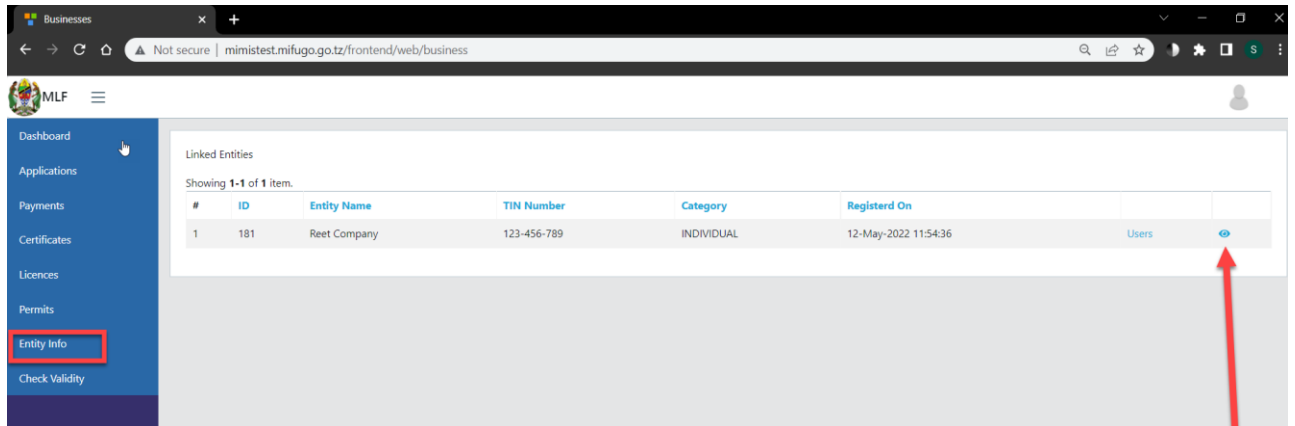 Businesses
Not secure | mimistest.mifugo.go.tz/frontend/web/business
S
MLF
Dashboard
Applications
Payments
Certificates
Licences
Permits
Entity Info
Check Validity
Linked Entities
Showing 1-1 of 1 item.
# ID Entity Name TIN Number Category Registerd On
1 181 Reet Company 123-456-789 INDIVIDUAL 12-May-2022 11:54:36 Users